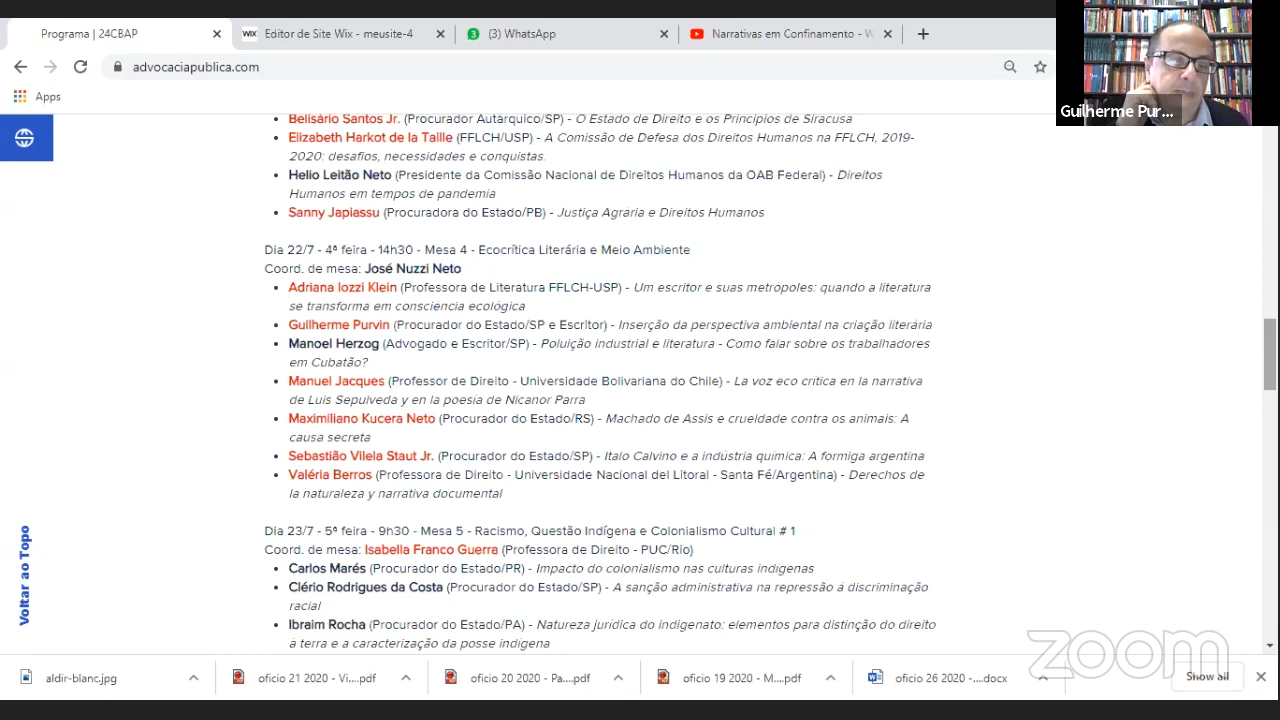 Programa | 24CBAP
WIX Editor de Site Wix - meusite-4
3 (3) WhatsApp
Narrativas em Confinamento - W
Guilherme Pur...
advocaciapublica.com
Apps
Belisário Santos Jr. (Procurador Autárquico/SP) - O Estado de Direito e os Princípios de Siracusa
Elizabeth Harkot de la Taille (FFLCH/USP) - A Comissão de Defesa dos Direitos Humanos na FFLCH, 2019-
2020: desafios, necessidades e conquistas.
Helio Leitão Neto (Presidente da Comissão Nacional de Direitos Humanos da OAB Federal) - Direitos
Humanos em tempos de pandemia
Sanny Japiassu (Procuradora do Estado/PB) - Justiça Agrária e Direitos Humanos
Dia 22/7 - 4ª feira - 14h30 - Mesa 4 - Ecocrítica Literária e Meio Ambiente
Coord. de mesa: José Nuzzi Neto
Adriana Iozzi Klein (Professora de Literatura FFLCH-USP) - Um escritor e suas metropoles: quando a literatura
se transforma em consciência ecológica
Guilherme Purvin (Procurador do Estado/SP e Escritor) - Inserção da perspectiva ambiental na criação literária
Manoel Herzog (Advogado e Escritor/SP) - Poluição industrial e literatura - Como falar sobre os trabalhadores
em Cubatão?
Manuel Jacques (Professor de Direito - Universidade Bolivariana do Chile) - La voz eco crítica en la narrativa
de Luis Sepulveda y en la poesia de Nicanor Parra
Maximiliano Kucera Neto (Procurador do Estado/RS) - Machado de Assis e crueldade contra os animais: A
causa secreta
Sebastião Vilela Staut Jr. (Procurador do Estado/SP) - Italo Calvino e a indústria química: A formiga argentina
Valéria Berros (Professora de Direito - Universidade Nacional del Litoral - Santa Fé/Argentina) - Derechos de
la naturaleza y narrativa documental
Dia 23/7 - 5ª feira - 9h30 - Mesa 5 - Racismo, Questão Indígena e Colonialismo Cultural # 1
Coord. de mesa: Isabella Franco Guerra (Professora de Direito - PUC/Rio)
Carlos Marés (Procurador do Estado/PR) - Impacto do colonialismo nas culturas indígenas
Clério Rodrigues da Costa (Procurador do Estado/SP) - A sanção administrativa na repressão à discriminação
racial
Ibraim Rocha (Procurador do Estado/PA) - Natureza jurídica do indigenato: elementos para distinção do direito
à terra e a caracterização da posse indígena
Voltar ao Topo
zoom
aldir-blanc.jpg
oficio 21 2020 - Vi....pdf
oficio 20 2020 - Pa....pdf
oficio 19 2020 - M....pdf
oficio 26 2020 -....docx
Show all